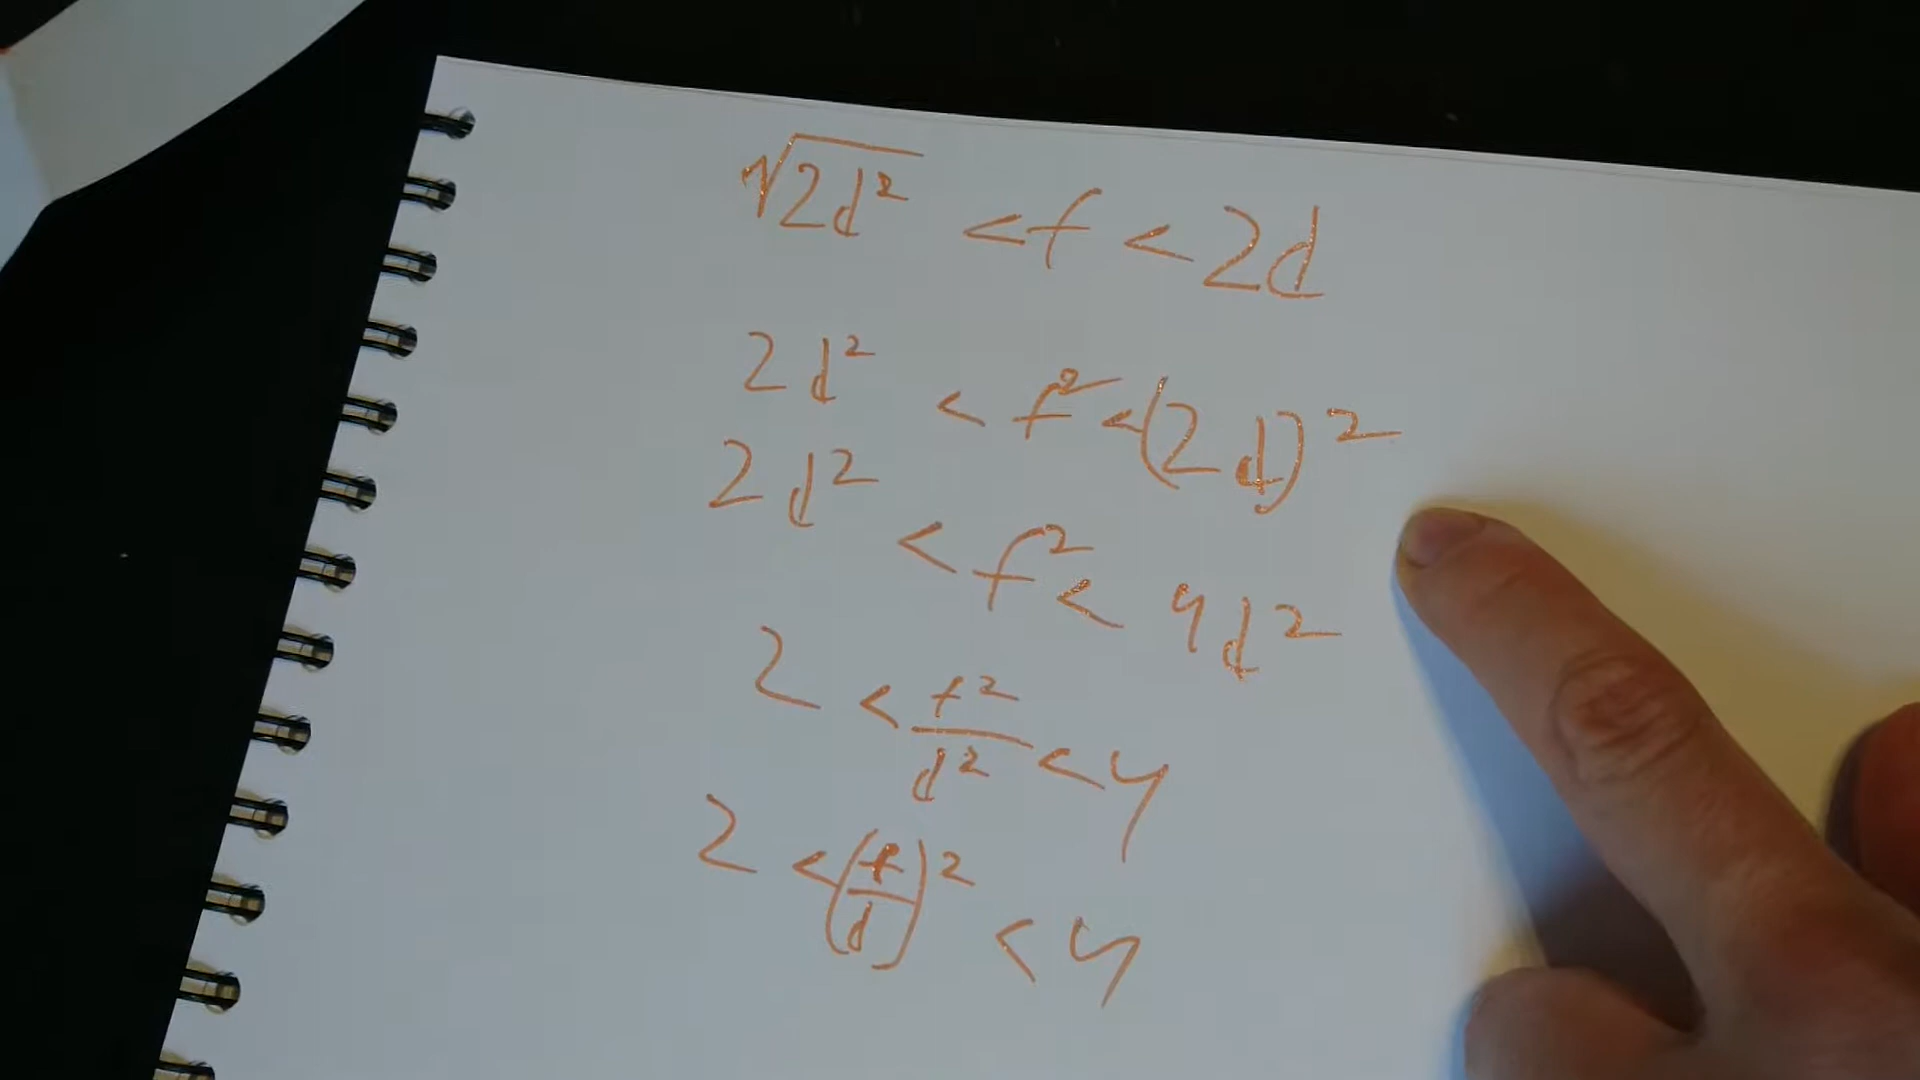 √2d² < f < 2d
2d² < f² < (2d)²
2d² < f² < 4d²
2 < f²/d² < 4
2 < (f/d)² < 4